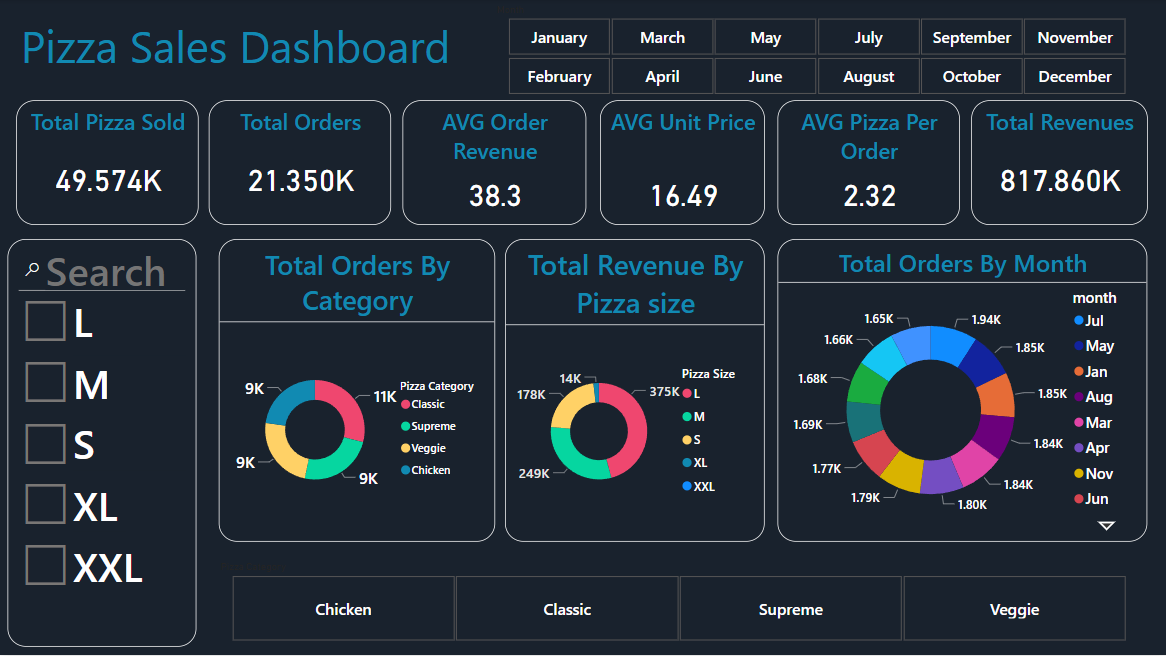 Pizza Sales Dashboard
January March May July September November
February April June August October December
Total Pizza Sold
49.574K
Total Orders
21.350K
AVG Order
Revenue
38.3
AVG Unit Price
16.49
AVG Pizza Per
Order
2.32
Total Revenues
817.860K
Search
L
M
S
XL
XXL
Total Orders By
Category
9K
11K
9K
9K
Pizza Category
Classic
Supreme
Veggie
Chicken
Total Revenue By
Pizza size
14K
178K
375K
249K
Pizza Size
L
M
S
XL
XXL
Total Orders By Month
1.94K
1.85K
1.85K
1.84K
1.84K
1.80K
1.79K
1.77K
1.69K
1.68K
1.66K
1.65K
month
Jul
May
Jan
Aug
Mar
Apr
Nov
Jun
Chicken Classic Supreme Veggie